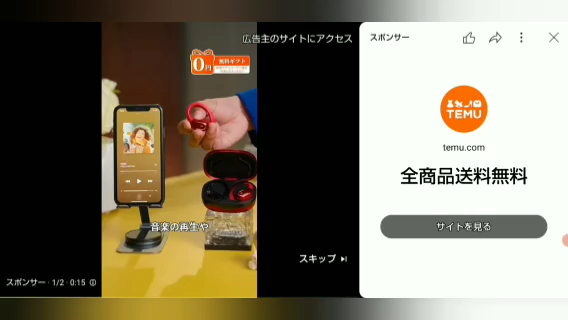 広告主のサイトにアクセス
0円
無料ギフト
音楽の再生や
スキップ
スポンサー · 1/2 · 0:15
スポンサー
TEMU
temu.com
全商品送料無料
サイトを見る